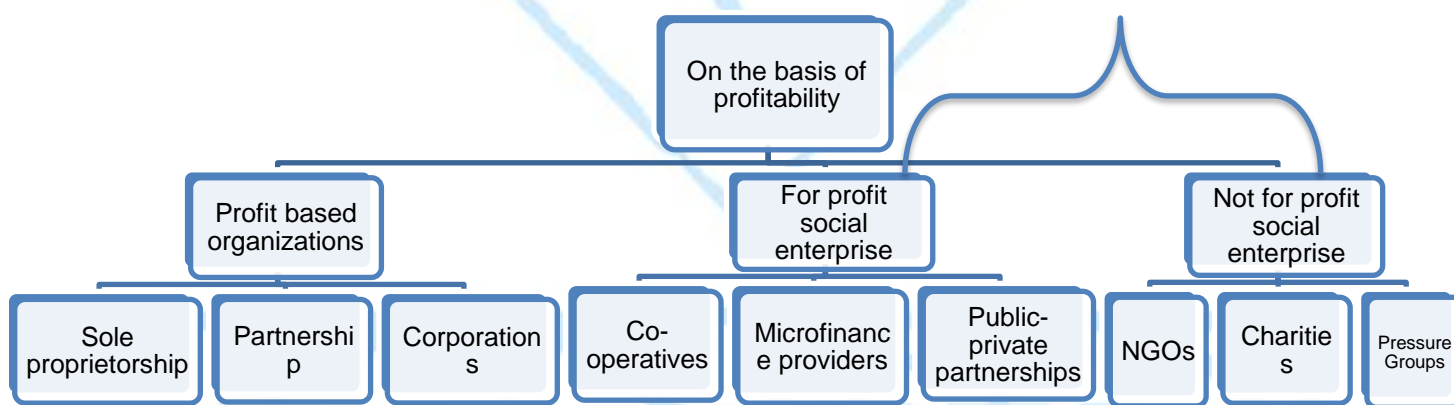 On the basis of
profitability
Profit based
organizations
For profit
social
enterprise
Not for profit
social
enterprise
Sole
proprietorship
Partnershi
p
Corporation
s
Co-
operatives
Microfinanc
e providers
Public-
private
partnerships
NGOs
Charitie
s
Pressure
Groups